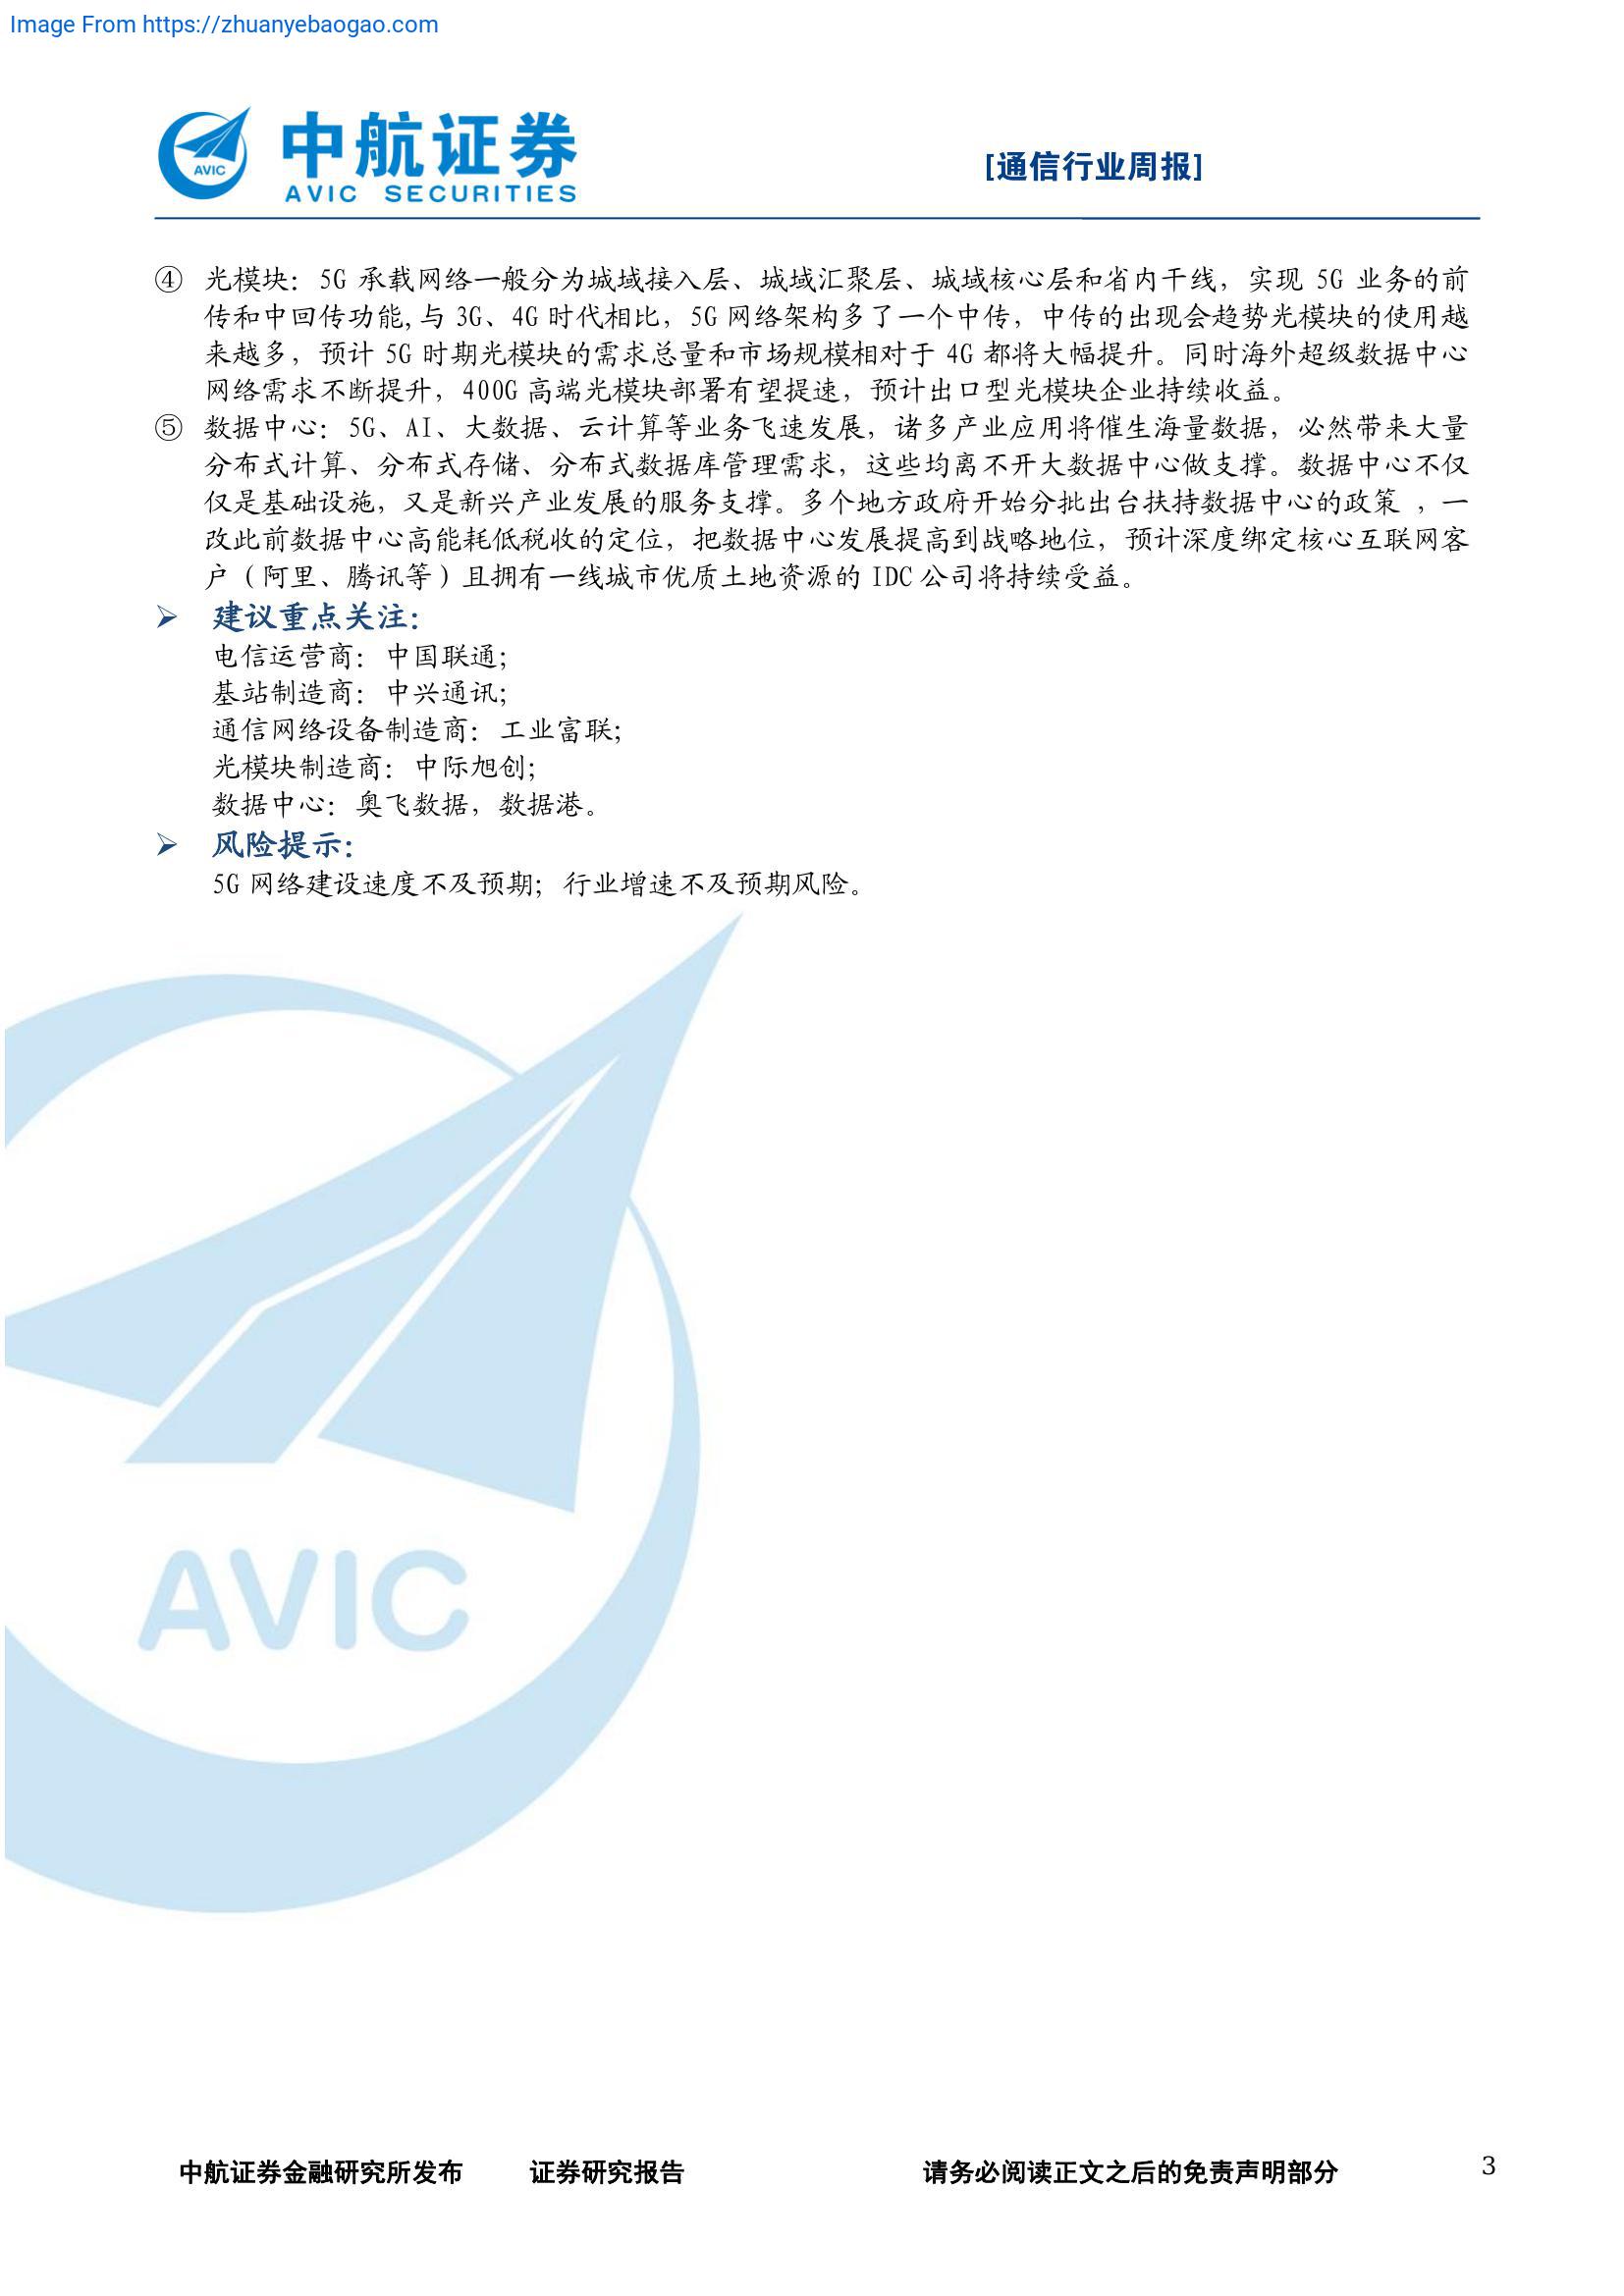 Image From https://zhuanyebaogao.com
AVIC
中航证券
AVIC SECURITIES
[通信行业周报]
④ 光模块：5G 承载网络一般分为城域接入层、城域汇聚层、城域核心层和省内干线，实现 5G 业务的前
传和中回传功能,与 3G、4G 时代相比，5G 网络架构多了一个中传，中传的出现会趋势光模块的使用越
来越多，预计 5G 时期光模块的需求总量和市场规模相对于 4G 都将大幅提升。同时海外超级数据中心
网络需求不断提升，400G 高端光模块部署有望提速，预计出口型光模块企业持续收益。
⑤ 数据中心：5G、AI、大数据、云计算等业务飞速发展，诸多产业应用将催生海量数据，必然带来大量
分布式计算、分布式存储、分布式数据库管理需求，这些均离不开大数据中心做支撑。数据中心不仅
仅是基础设施，又是新兴产业发展的服务支撑。多个地方政府开始分批出台扶持数据中心的政策 ，一
改此前数据中心高能耗低税收的定位，把数据中心发展提高到战略地位，预计深度绑定核心互联网客
户（阿里、腾讯等）且拥有一线城市优质土地资源的 IDC 公司将持续受益。
➢ 建议重点关注：
电信运营商：中国联通；
基站制造商：中兴通讯；
通信网络设备制造商：工业富联；
光模块制造商：中际旭创；
数据中心：奥飞数据，数据港。
➢ 风险提示：
5G 网络建设速度不及预期；行业增速不及预期风险。
AVIC
中航证券金融研究所发布 证券研究报告 请务必阅读正文之后的免责声明部分 3